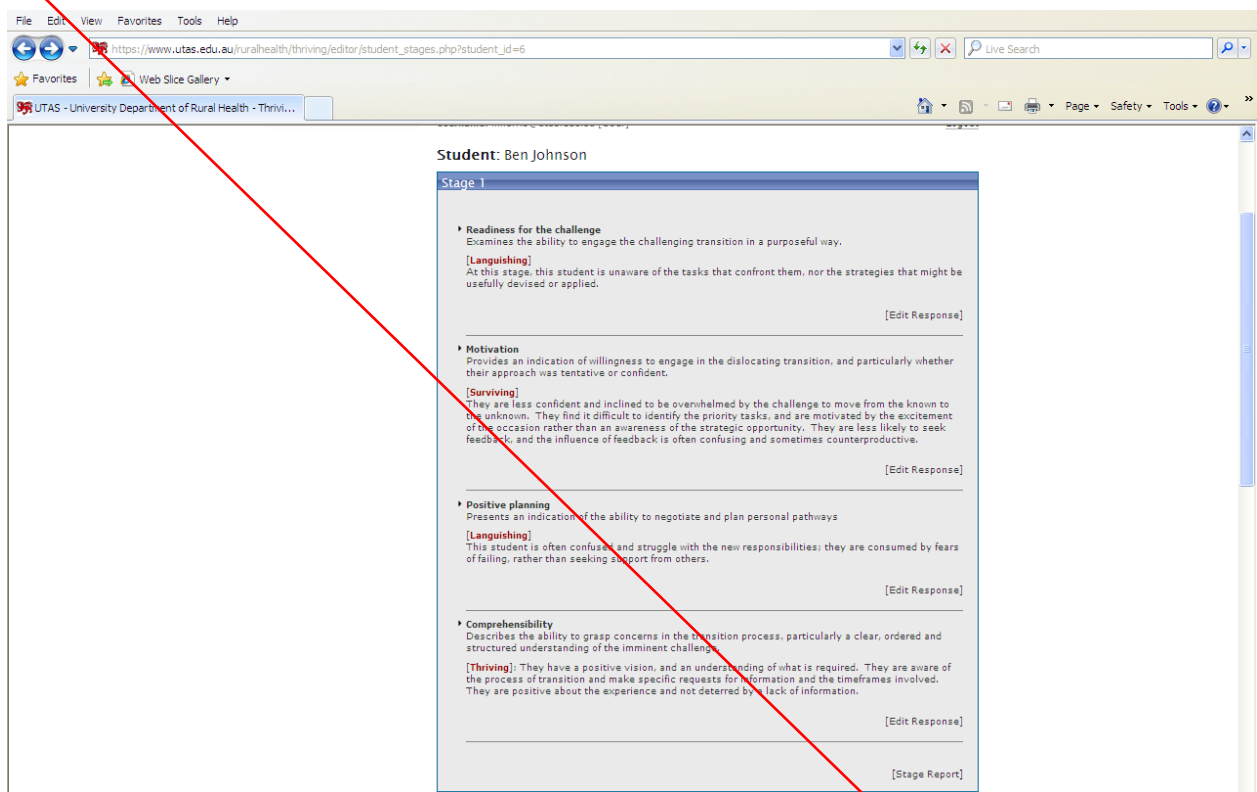 File Edit View Favorites Tools Help
https://www.utas.edu.au/ruralhealth/thriving/editor/student_stages.php?student_id=6
Live Search
Favorites
Web Slice Gallery
UTAS - University Department of Rural Health - Thrivi...
Page Safety Tools
Student: Ben Johnson
Stage 1
Readiness for the challenge
Examines the ability to engage the challenging transition in a purposeful way.
[Languishing]
At this stage, this student is unaware of the tasks that confront them, nor the strategies that might be
usefully devised or applied.
[Edit Response]
Motivation
Provides an indication of willingness to engage in the dislocating transition, and particularly whether
their approach was tentative or confident.
[Surviving]
They are less confident and inclined to be overwhelmed by the challenge to move from the known to
the unknown. They find it difficult to identify the priority tasks, and are motivated by the excitement
of the occasion rather than an awareness of the strategic opportunity. They are less likely to seek
feedback, and the influence of feedback is often confusing and sometimes counterproductive.
[Edit Response]
Positive planning
Presents an indication of the ability to negotiate and plan personal pathways
[Languishing]
This student is often confused and struggle with the new responsibilities; they are consumed by fears
of failing, rather than seeking support from others.
[Edit Response]
Comprehensibility
Describes the ability to grasp concerns in the transition process, particularly a clear, ordered and
structured understanding of the imminent challenge.
[Thriving]: They have a positive vision, and an understanding of what is required. They are aware of
the process of transition and make specific requests for information and the timeframes involved.
They are positive about the experience and not deterred by a lack of information.
[Edit Response]
[Stage Report]